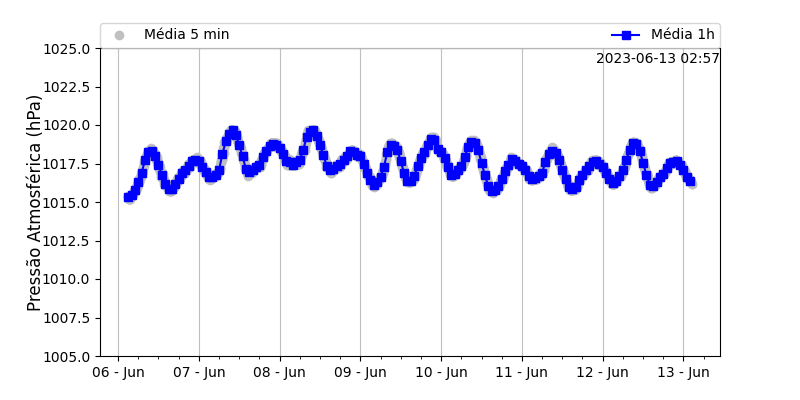 Média 5 min
Média 1h
2023-06-13 02:57
Pressão Atmosférica (hPa)
1025.0
1022.5
1020.0
1017.5
1015.0
1012.5
1010.0
1007.5
1005.0
06 - Jun
07 - Jun
08 - Jun
09 - Jun
10 - Jun
11 - Jun
12 - Jun
13 - Jun